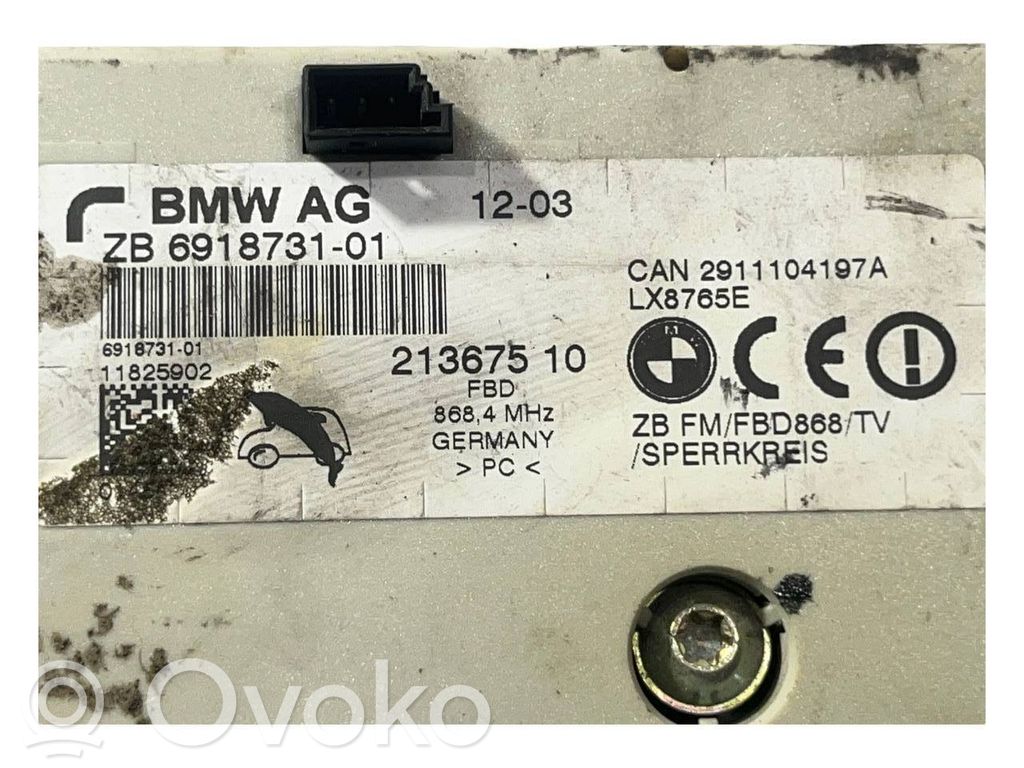 BMW AG 12-03
ZB 6918731-01
CAN 2911104197A
LX8765E
6918731-01
11825902
213675 10
FBD
868,4 MHz
GERMANY
> PC <
CE
ZB FM/FBD868/TV
/SPERRKREIS
Ovoko